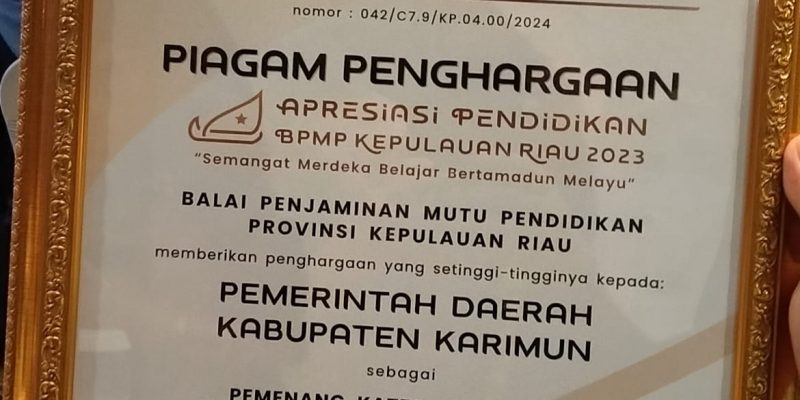 nomor : 042/C7.9/KP.04.00/2024
PIAGAM PENGHARGAAN
APRESiASi PENDiDiKAN
BPMP KEPULAUAN RIAU 2023
“Semangat Merdeka Belajar Bertamadun Melayu”
BALAI PENJAMINAN MUTU PENDIDIKAN
PROVINSI KEPULAUAN RIAU
memberikan penghargaan yang setinggi-tingginya kepada:
PEMERINTAH DAERAH
KABUPATEN KARIMUN
sebagai
PEMENANG